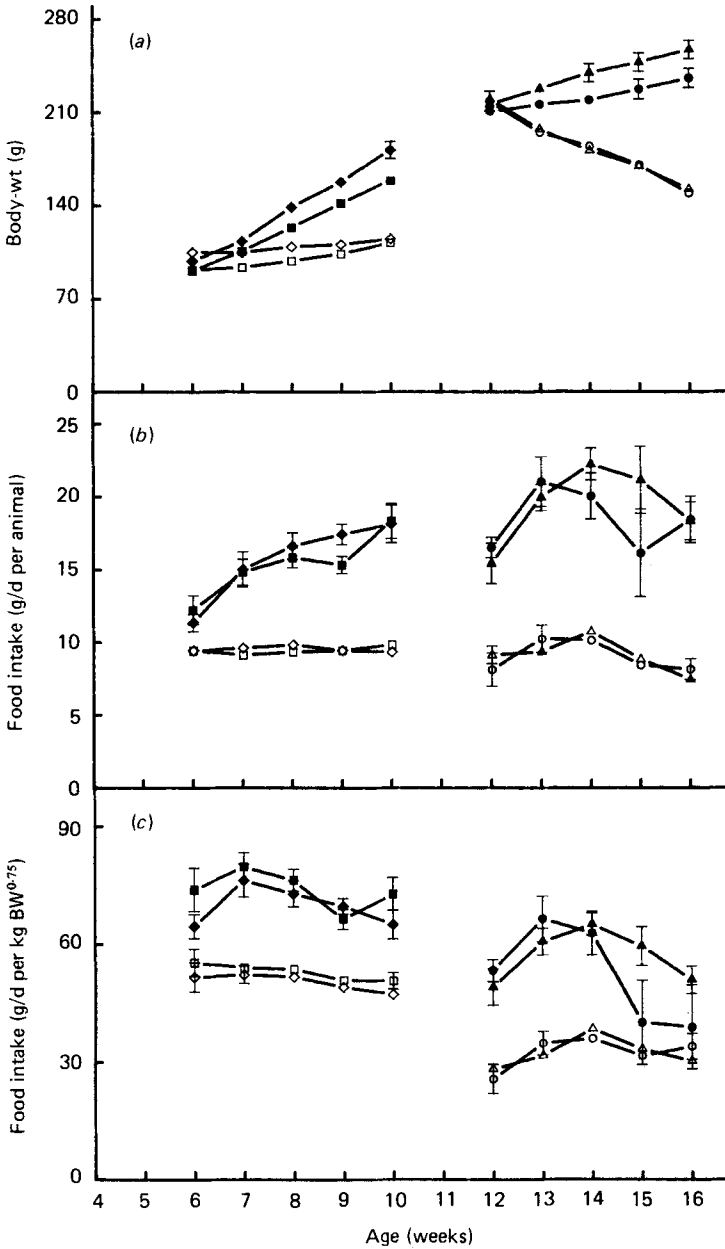 (a)
280
210
140
70
0
Body-wt (g)
(b)
25
20
15
10
5
0
Food intake (g/d per animal)
(c)
90
60
30
0
Food intake (g/d per kg BW0·75)
4 5 6 7 8 9 10 11 12 13 14 15 16
Age (weeks)